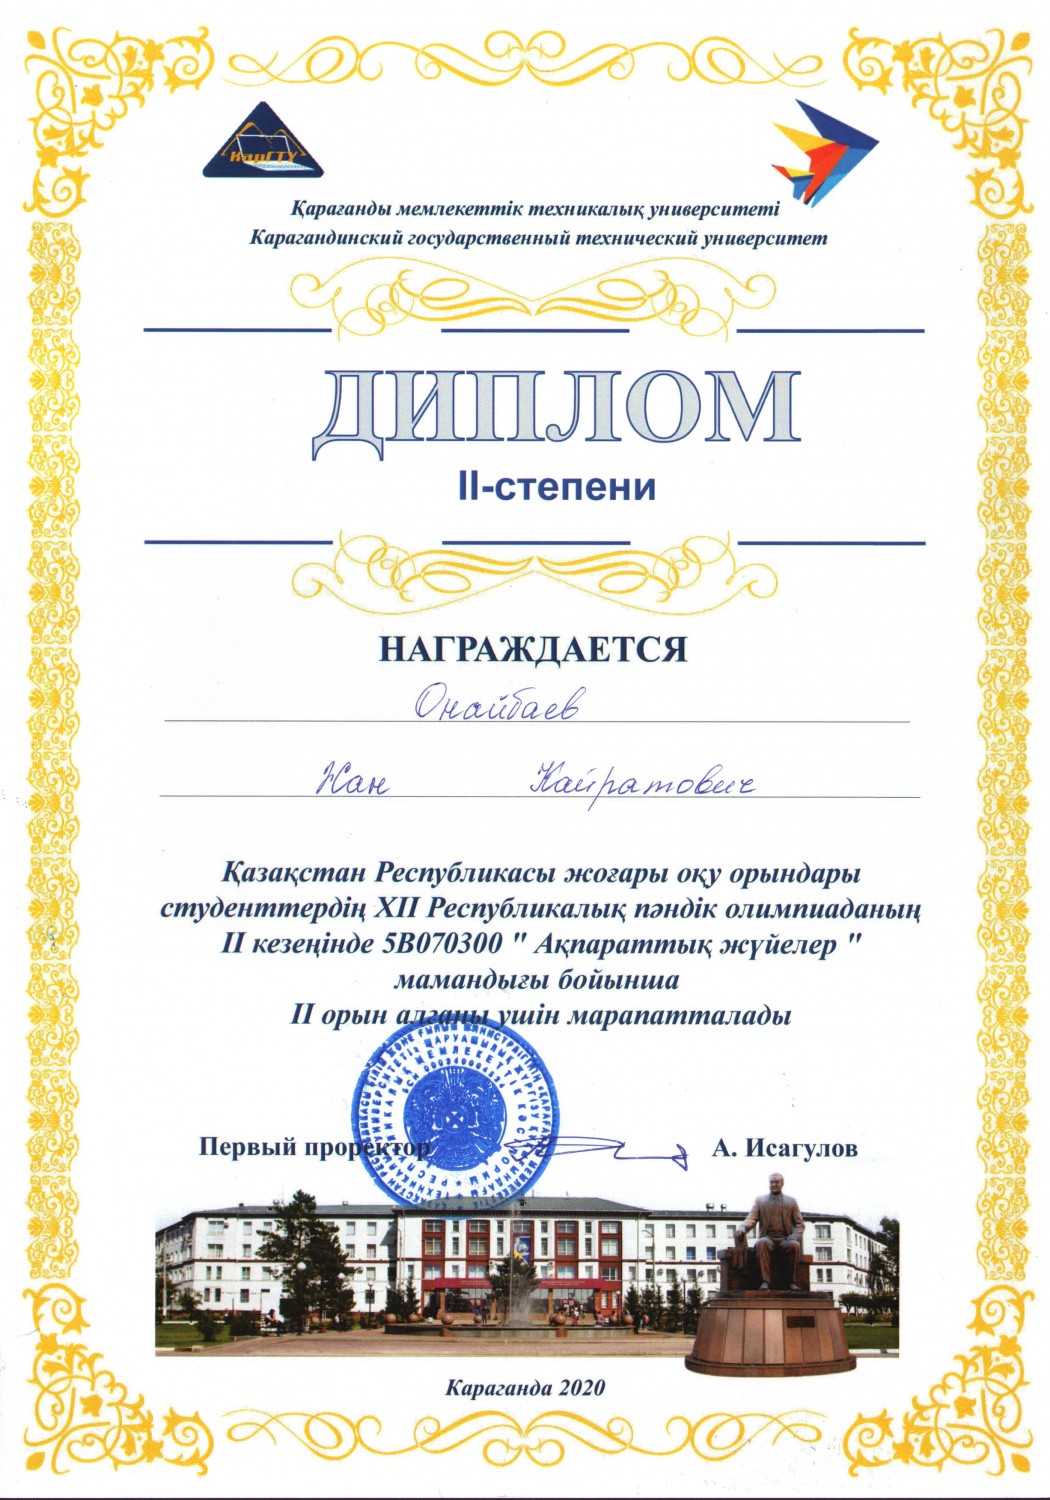 КарГТУ
Қарағанды мемлекеттік техникалық университеті
Карагандинский государственный технический университет
ДИПЛОМ
II-степени
НАГРАЖДАЕТСЯ
Онайбаев
Жан Кайратович
Қазақстан Республикасы жоғары оқу орындары
студенттердің XII Республикалық пәндік олимпиаданың
II кезеңінде 5В070300 " Ақпараттық жүйелер "
мамандығы бойынша
II орын алғаны үшін марапатталады
Первый проректор А. Исагулов
Караганда 2020